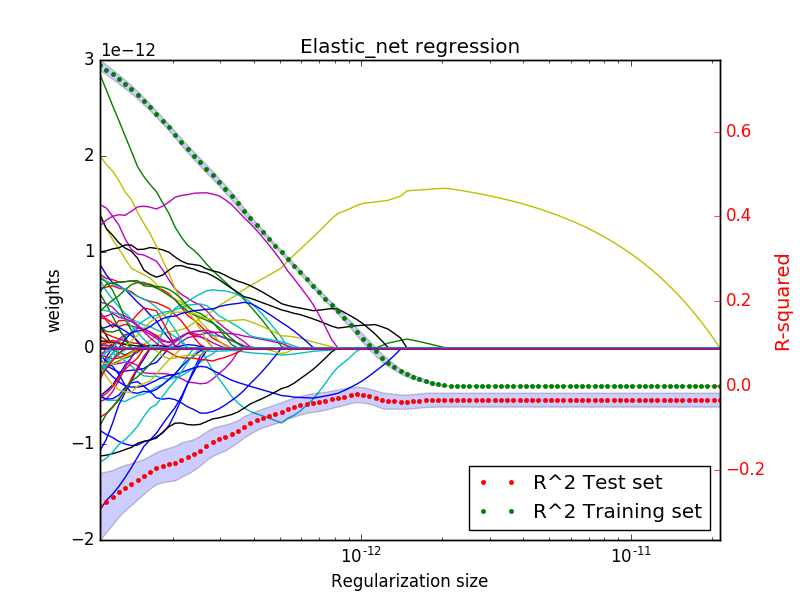 Elastic_net regression
1e−12
3
2
1
0
−1
−2
weights
0.6
0.4
0.2
0.0
−0.2
R-squared
R^2 Test set
R^2 Training set
10^-12
10^-11
Regularization size